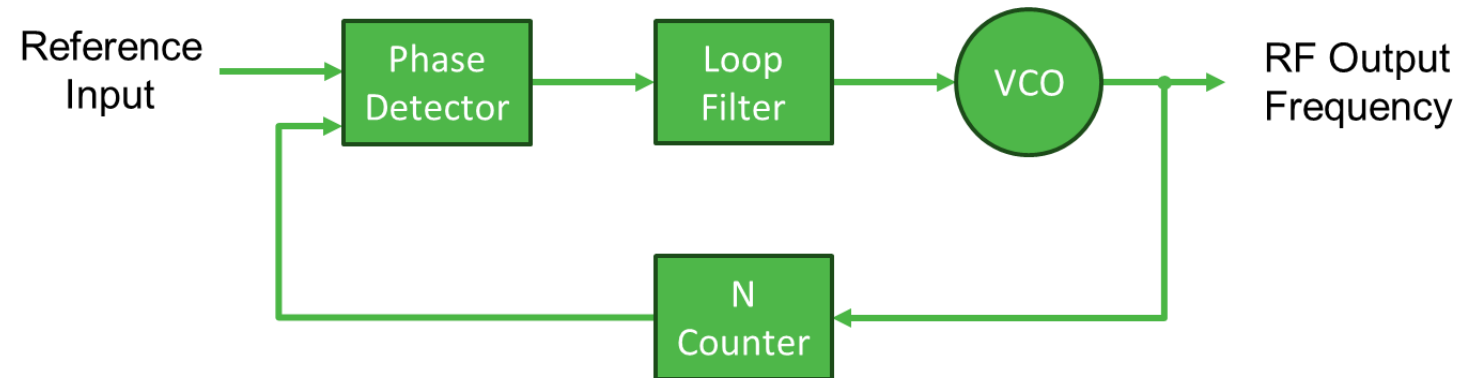 Reference
Input
Phase
Detector
Loop
Filter
VCO
RF Output
Frequency
N
Counter